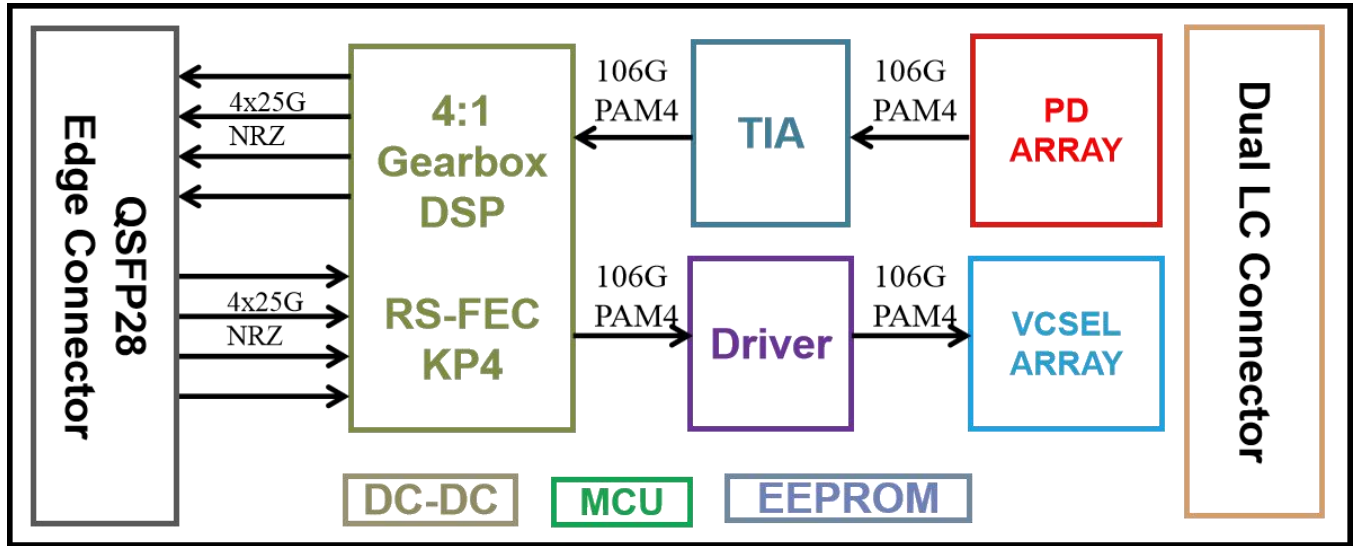 QSFP28
Edge Connector
4x25G
NRZ
4x25G
NRZ
4:1
Gearbox
DSP
RS-FEC
KP4
106G
PAM4
TIA
106G
PAM4
PD
ARRAY
106G
PAM4
Driver
106G
PAM4
VCSEL
ARRAY
Dual LC Connector
DC-DC
MCU
EEPROM